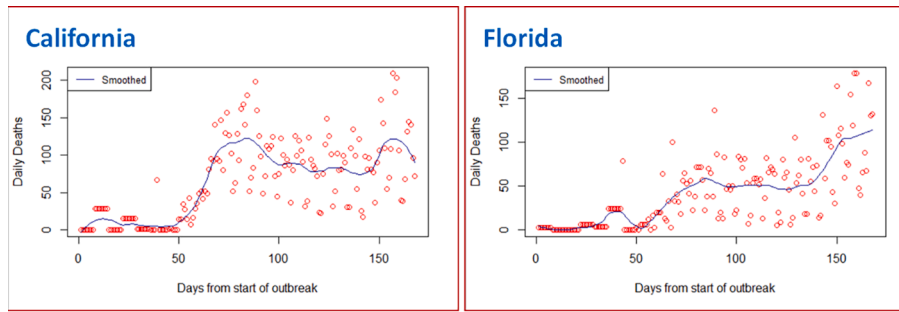 California
Florida
Smoothed
Daily Deaths
0 50 100 150 200
0 50 100 150
Days from start of outbreak
Smoothed
Daily Deaths
0 50 100 150
0 50 100 150
Days from start of outbreak